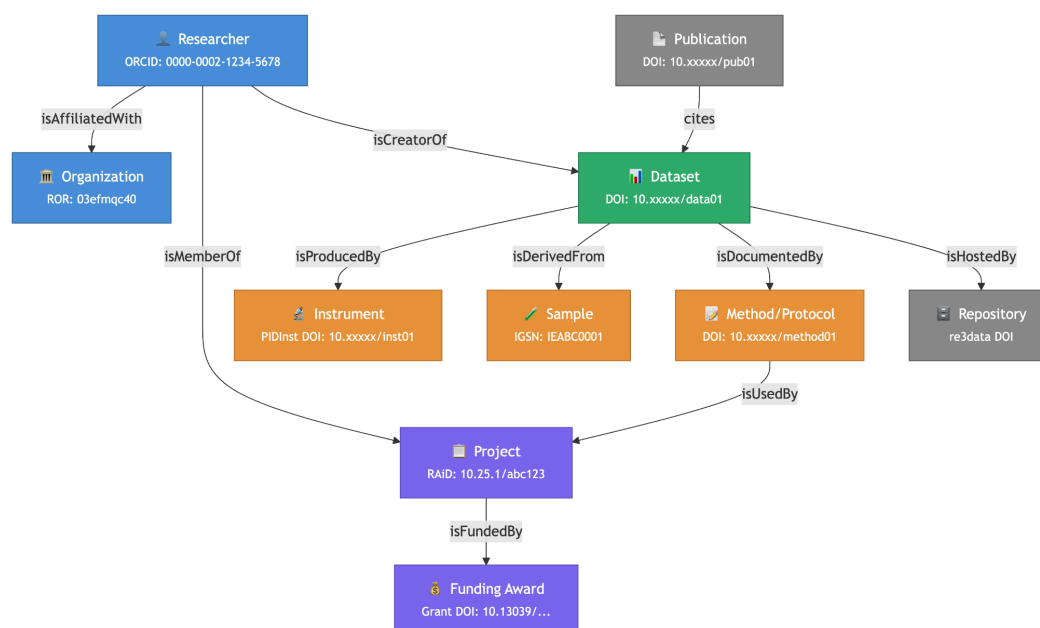 Researcher
ORCID: 0000-0002-1234-5678
Publication
DOI: 10.xxxxx/pub01
isAffiliatedWith
cites
isCreatorOf
Organization
ROR: 03efmqc40
Dataset
DOI: 10.xxxxx/data01
isMemberOf
isProducedBy
isDerivedFrom
isDocumentedBy
isHostedBy
Instrument
PIDInst DOI: 10.xxxxx/inst01
Sample
IGSN: IEABC0001
Method/Protocol
DOI: 10.xxxxx/method01
Repository
re3data DOI
isUsedBy
Project
RAiD: 10.25.1/abc123
isFundedBy
Funding Award
Grant DOI: 10.13039/...